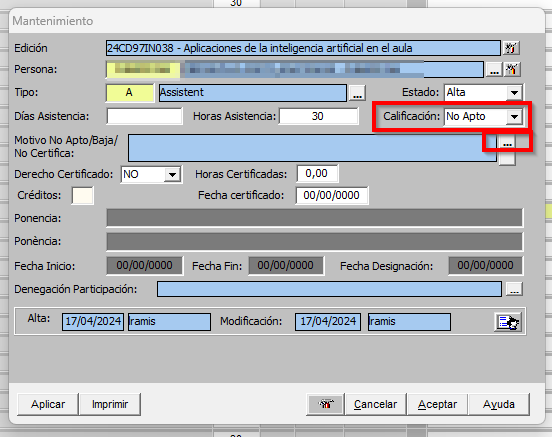 30
Mantenimiento
Edición 24CD97IN038 - Aplicaciones de la inteligencia artificial en el aula
Persona: ...
Tipo: A Assistent ... Estado: Alta
Días Asistencia: Horas Asistencia: 30 Calificación: No Apto
Motivo No Apto/Baja/ ...
No Certifica:
Derecho Certificado: NO Horas Certificadas: 0,00
Créditos: Fecha certificado: 00/00/0000
Ponencia:
Ponència:
Fecha Inicio: 00/00/0000 Fecha Fin: 00/00/0000 Fecha Designación: 00/00/0000
Denegación Participación: ...
Alta: 17/04/2024 Iramis Modificación: 17/04/2024 Iramis
Aplicar Imprimir Cancelar Aceptar Ayuda